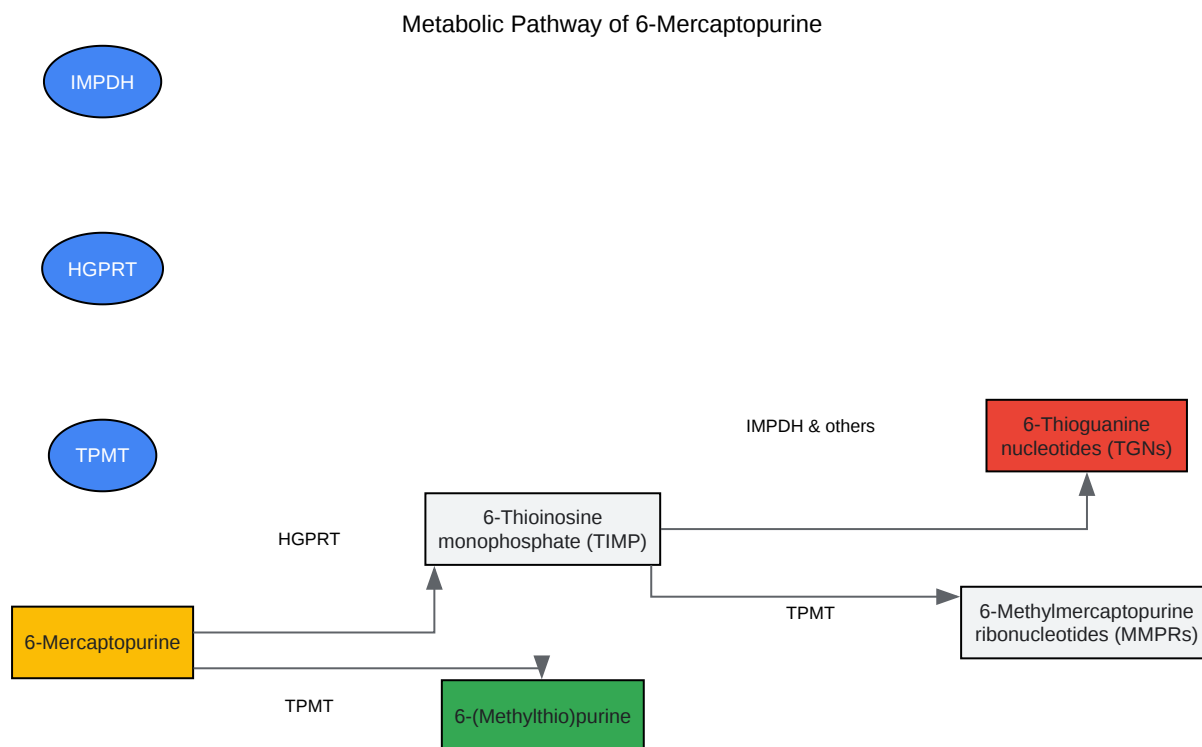 Metabolic Pathway of 6-Mercaptopurine
IMPDH
HGPRT
TPMT
IMPDH & others
6-Thioguanine
nucleotides (TGNs)
HGPRT
6-Thioinosine
monophosphate (TIMP)
6-Mercaptopurine
TPMT
6-Methylmercaptopurine
ribonucleotides (MMPRs)
TPMT
6-(Methylthio)purine